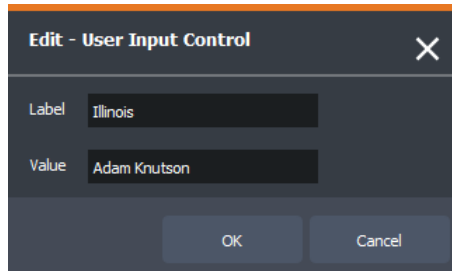 Edit - User Input Control
Label Illinois
Value Adam Knutson
OK Cancel